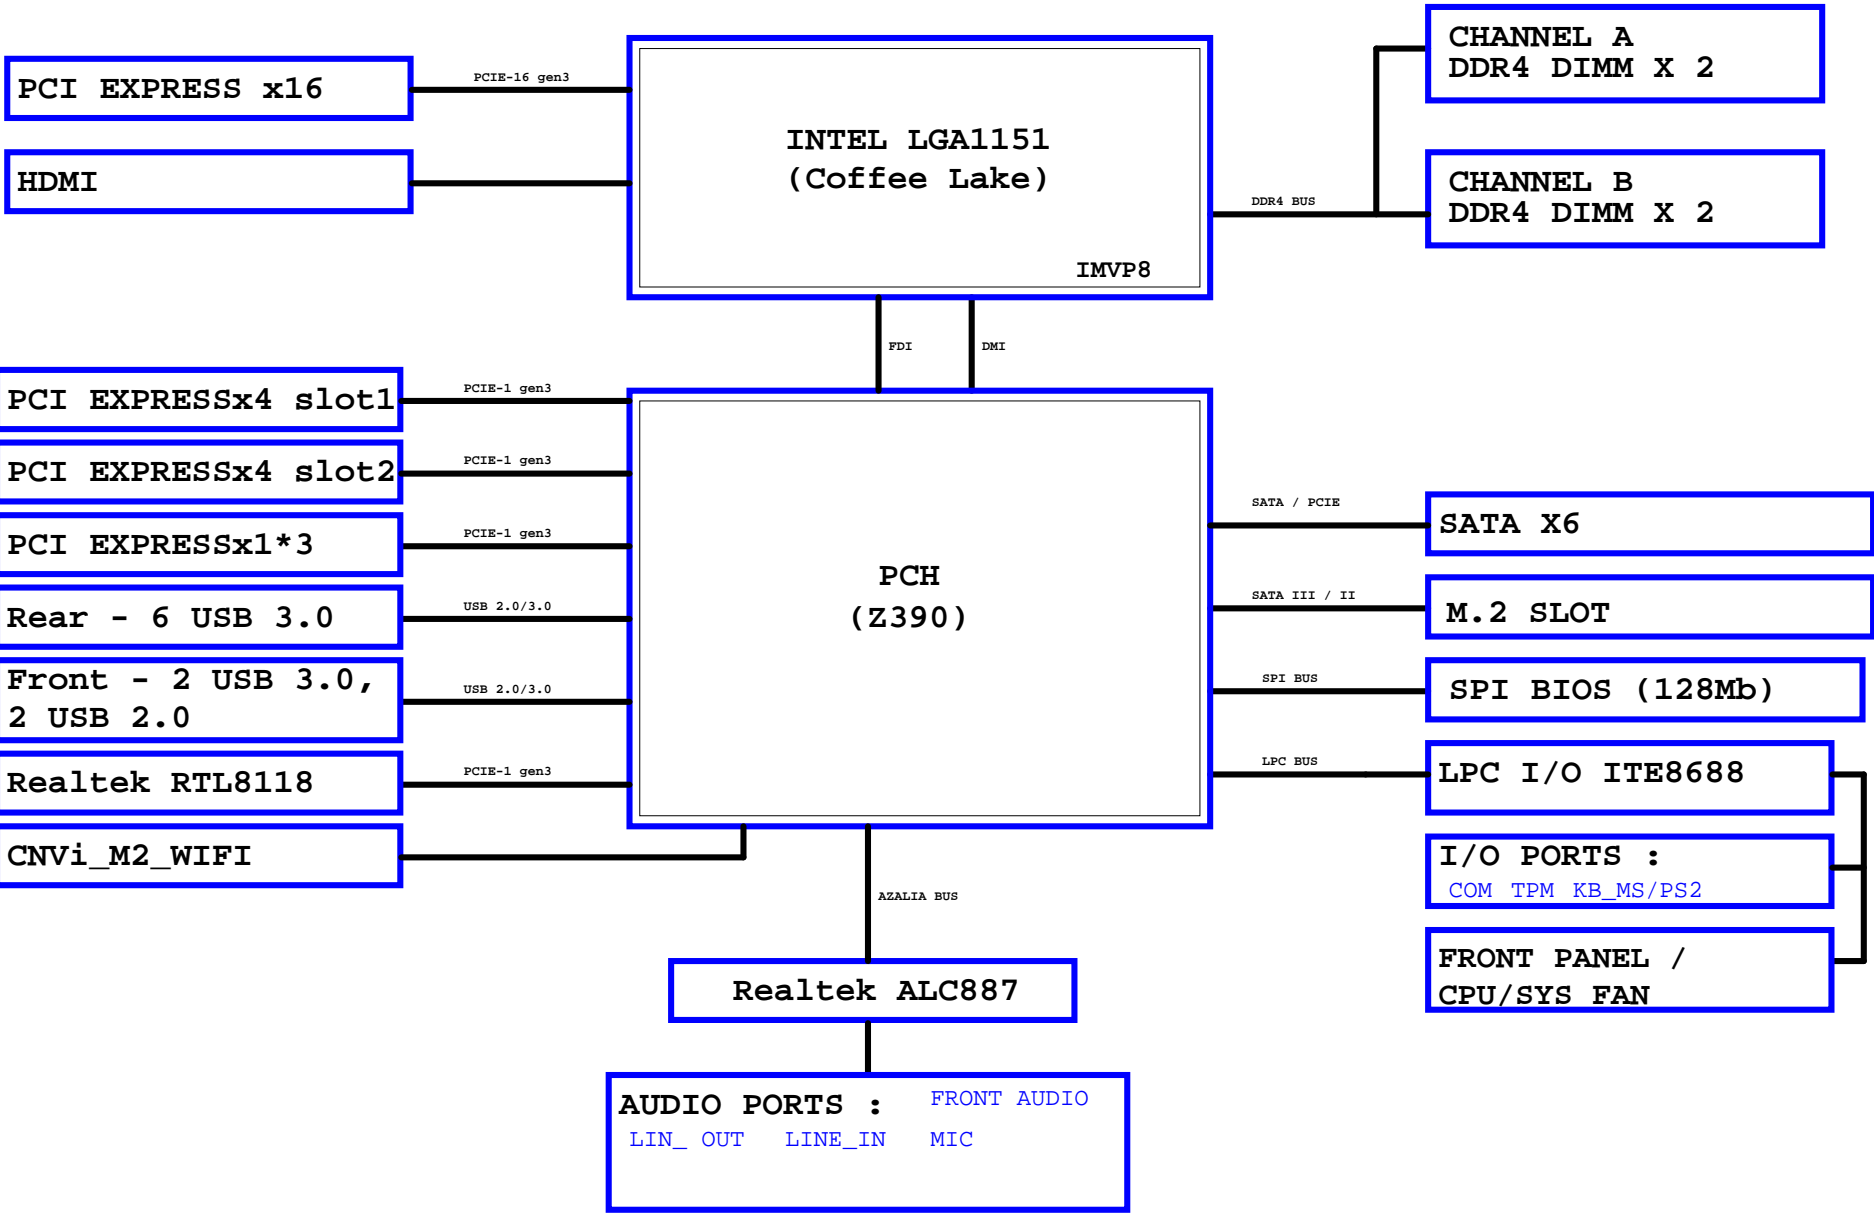 PCI EXPRESS x16
PCIE-16 gen3
HDMI
INTEL LGA1151
(Coffee Lake)
IMVP8
DDR4 BUS
CHANNEL A
DDR4 DIMM X 2
CHANNEL B
DDR4 DIMM X 2
FDI
DMI
PCI EXPRESSx4 slot1
PCIE-1 gen3
PCI EXPRESSx4 slot2
PCIE-1 gen3
PCI EXPRESSx1*3
PCIE-1 gen3
Rear - 6 USB 3.0
USB 2.0/3.0
Front - 2 USB 3.0,
2 USB 2.0
USB 2.0/3.0
Realtek RTL8118
PCIE-1 gen3
CNVi_M2_WIFI
PCH
(Z390)
SATA / PCIE
SATA X6
SATA III / II
M.2 SLOT
SPI BUS
SPI BIOS (128Mb)
LPC BUS
LPC I/O ITE8688
I/O PORTS :
COM TPM KB_MS/PS2
FRONT PANEL /
CPU/SYS FAN
AZALIA BUS
Realtek ALC887
AUDIO PORTS : FRONT AUDIO
LIN_ OUT LINE_IN MIC